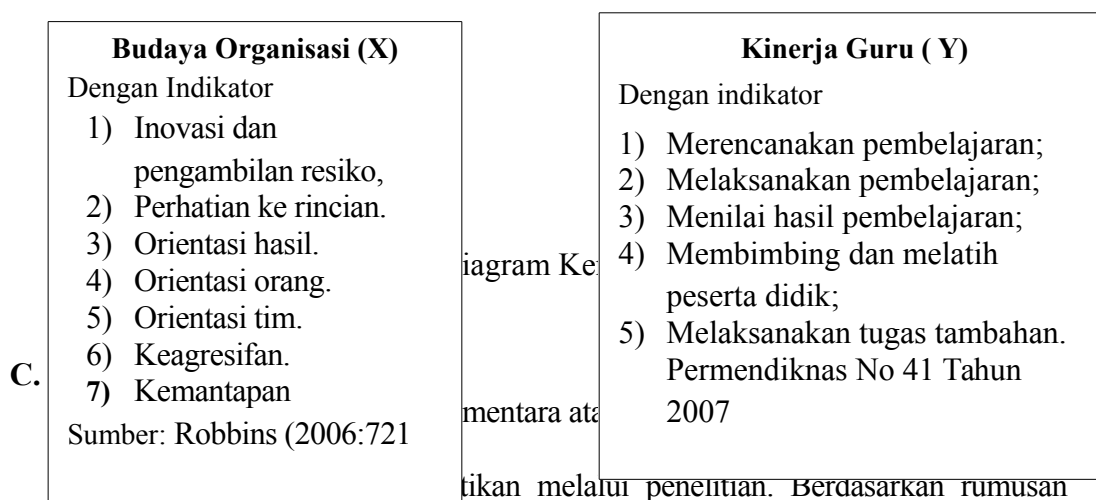 Budaya Organisasi (X)
Dengan Indikator
1) Inovasi dan
pengambilan resiko,
2) Perhatian ke rincian.
3) Orientasi hasil.
4) Orientasi orang.
5) Orientasi tim.
6) Keagresifan.
7) Kemantapan
Sumber: Robbins (2006:721
Kinerja Guru ( Y)
Dengan indikator
1) Merencanakan pembelajaran;
2) Melaksanakan pembelajaran;
3) Menilai hasil pembelajaran;
4) Membimbing dan melatih
peserta didik;
5) Melaksanakan tugas tambahan.
Permendiknas No 41 Tahun
2007
iagram Ke
C.
mentara ata
tikan melalui penelitian. Berdasarkan rumusan